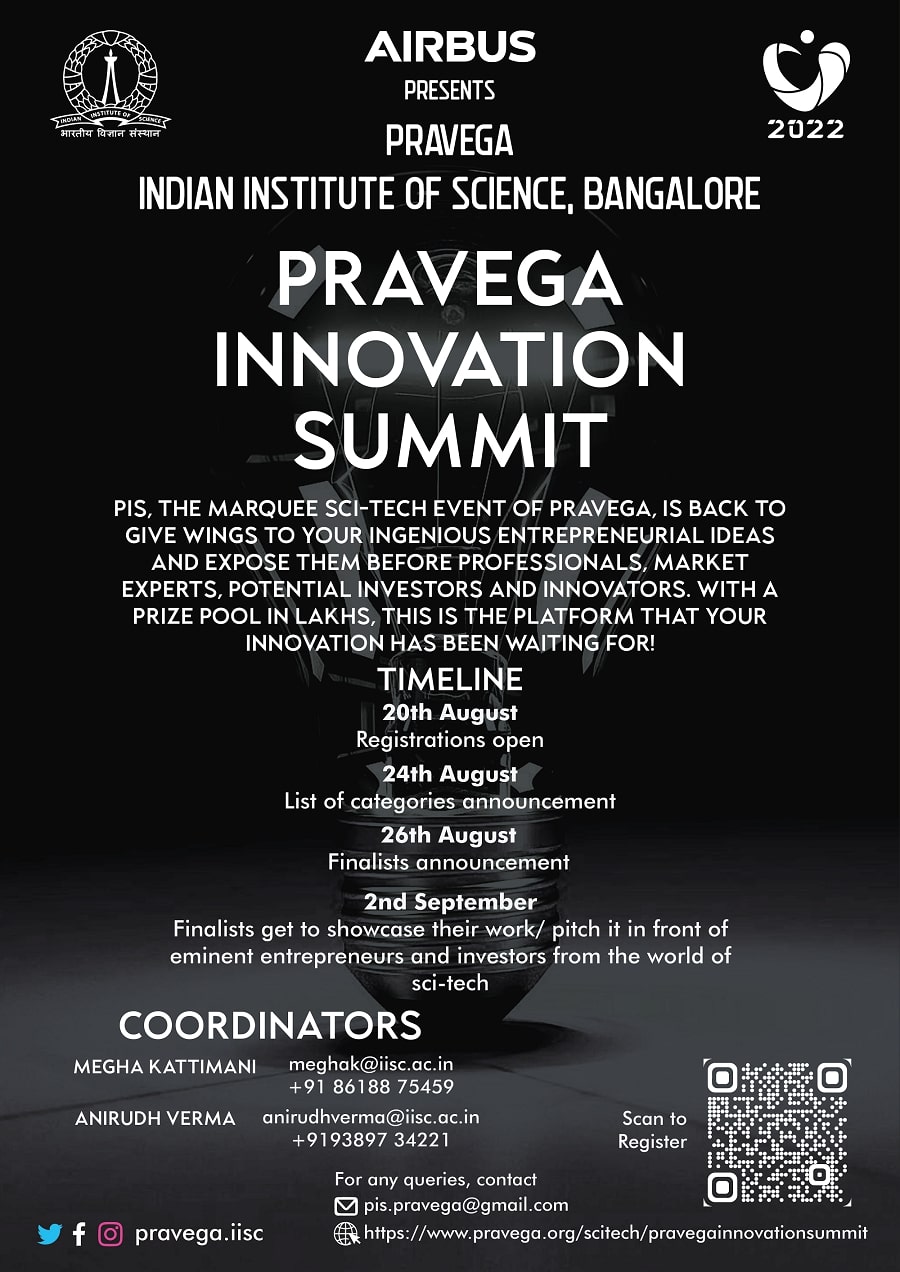 AIRBUS
PRESENTS
PRAVEGA
INDIAN INSTITUTE OF SCIENCE, BANGALORE
INDIAN INSTITUTE OF SCIENCE
भारतीय विज्ञान संस्थान
2022
PRAVEGA
INNOVATION
SUMMIT
PIS, THE MARQUEE SCI-TECH EVENT OF PRAVEGA, IS BACK TO
GIVE WINGS TO YOUR INGENIOUS ENTREPRENEURIAL IDEAS
AND EXPOSE THEM BEFORE PROFESSIONALS, MARKET
EXPERTS, POTENTIAL INVESTORS AND INNOVATORS. WITH A
PRIZE POOL IN LAKHS, THIS IS THE PLATFORM THAT YOUR
INNOVATION HAS BEEN WAITING FOR!
TIMELINE
20th August
Registrations open
24th August
List of categories announcement
26th August
Finalists announcement
2nd September
Finalists get to showcase their work/ pitch it in front of
eminent entrepreneurs and investors from the world of
sci-tech
COORDINATORS
MEGHA KATTIMANI meghak@iisc.ac.in
+91 86188 75459
ANIRUDH VERMA anirudhverma@iisc.ac.in
+9193897 34221
Scan to
Register
For any queries, contact
pis.pravega@gmail.com
pravega.iisc
https://www.pravega.org/scitech/pravegainnovationsummit